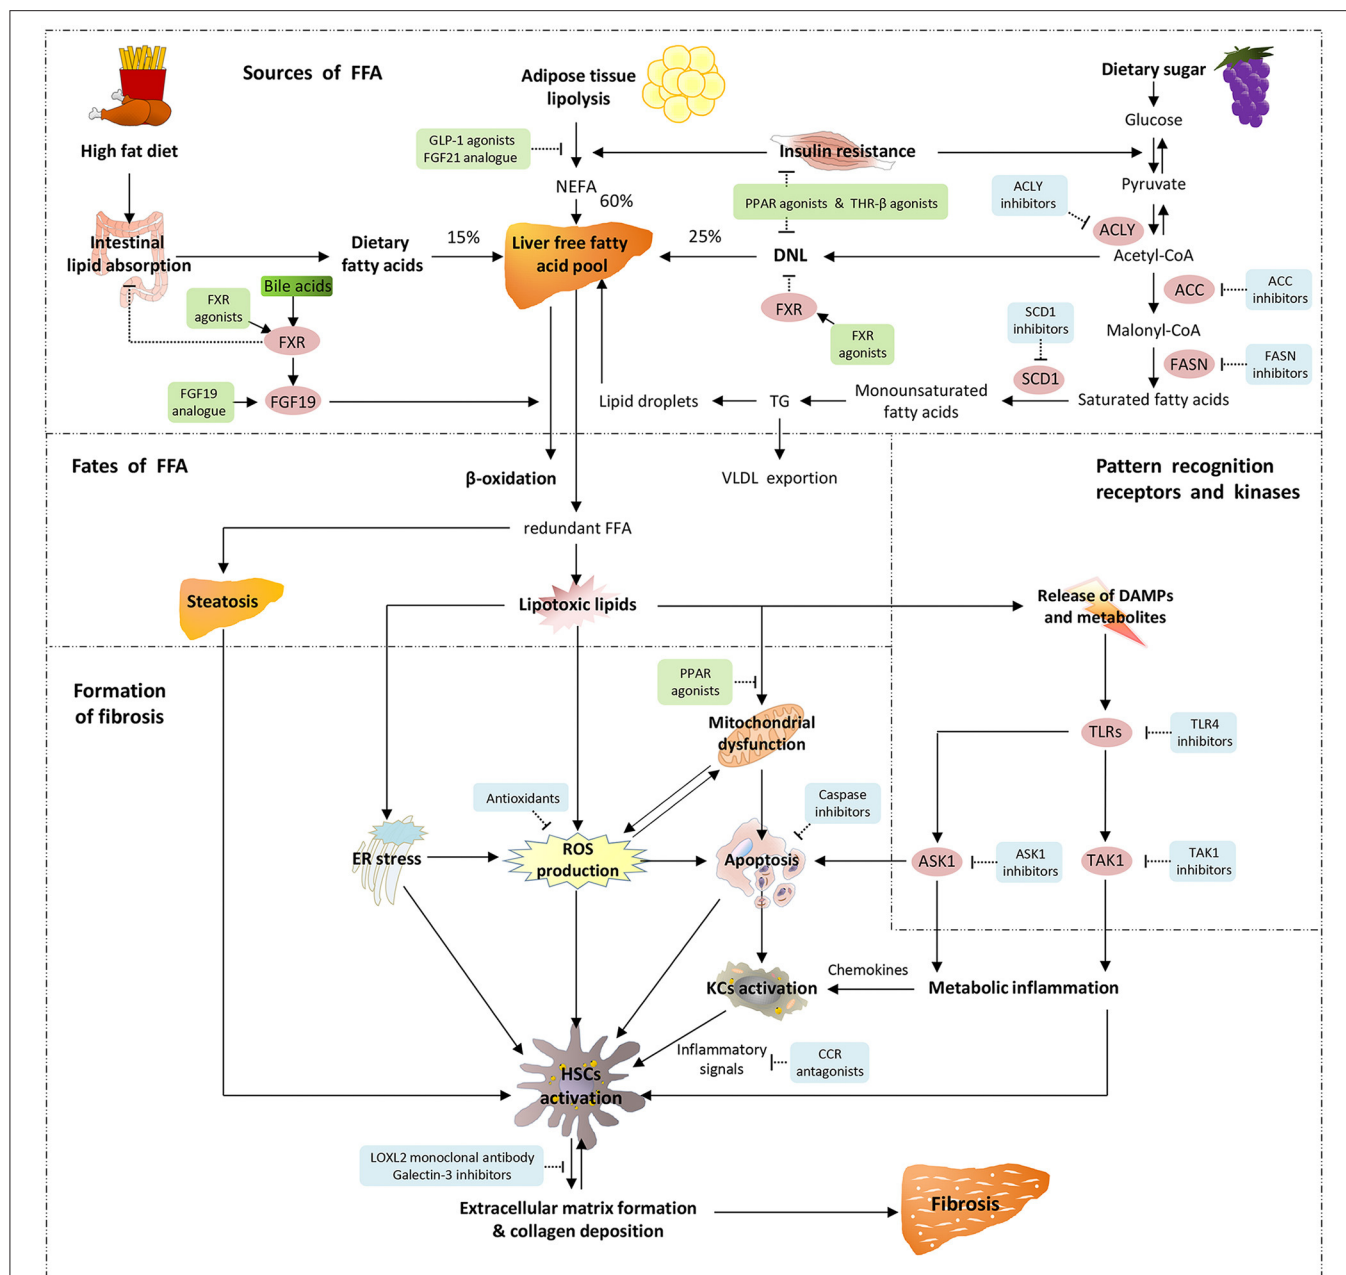 Sources of FFA
High fat diet
Intestinal
lipid absorption
Bile acids
FXR
agonists
FXR
FGF19
analogue
FGF19
Dietary
fatty acids
15%
Adipose tissue
lipolysis
GLP-1 agonists
FGF21 analogue
NEFA
60%
Liver free fatty
acid pool
25%
Insulin resistance
PPAR agonists & THR-β agonists
DNL
FXR
FXR
agonists
Dietary sugar
Glucose
Pyruvate
ACLY
inhibitors
ACLY
Acetyl-CoA
ACC
ACC
inhibitors
Malonyl-CoA
SCD1
inhibitors
SCD1
FASN
FASN
inhibitors
Saturated fatty acids
Monounsaturated
fatty acids
TG
Lipid droplets
Fates of FFA
β-oxidation
VLDL exportion
redundant FFA
Steatosis
Lipotoxic lipids
Pattern recognition
receptors and kinases
Release of DAMPs
and metabolites
TLRs
TLR4
inhibitors
ASK1
ASK1
inhibitors
TAK1
TAK1
inhibitors
Formation
of fibrosis
PPAR
agonists
Mitochondrial
dysfunction
Antioxidants
Caspase
inhibitors
ER stress
ROS
production
Apoptosis
KCs activation
Chemokines
Metabolic inflammation
Inflammatory
signals
CCR
antagonists
HSCs
activation
LOXL2 monoclonal antibody
Galectin-3 inhibitors
Extracellular matrix formation
& collagen deposition
Fibrosis